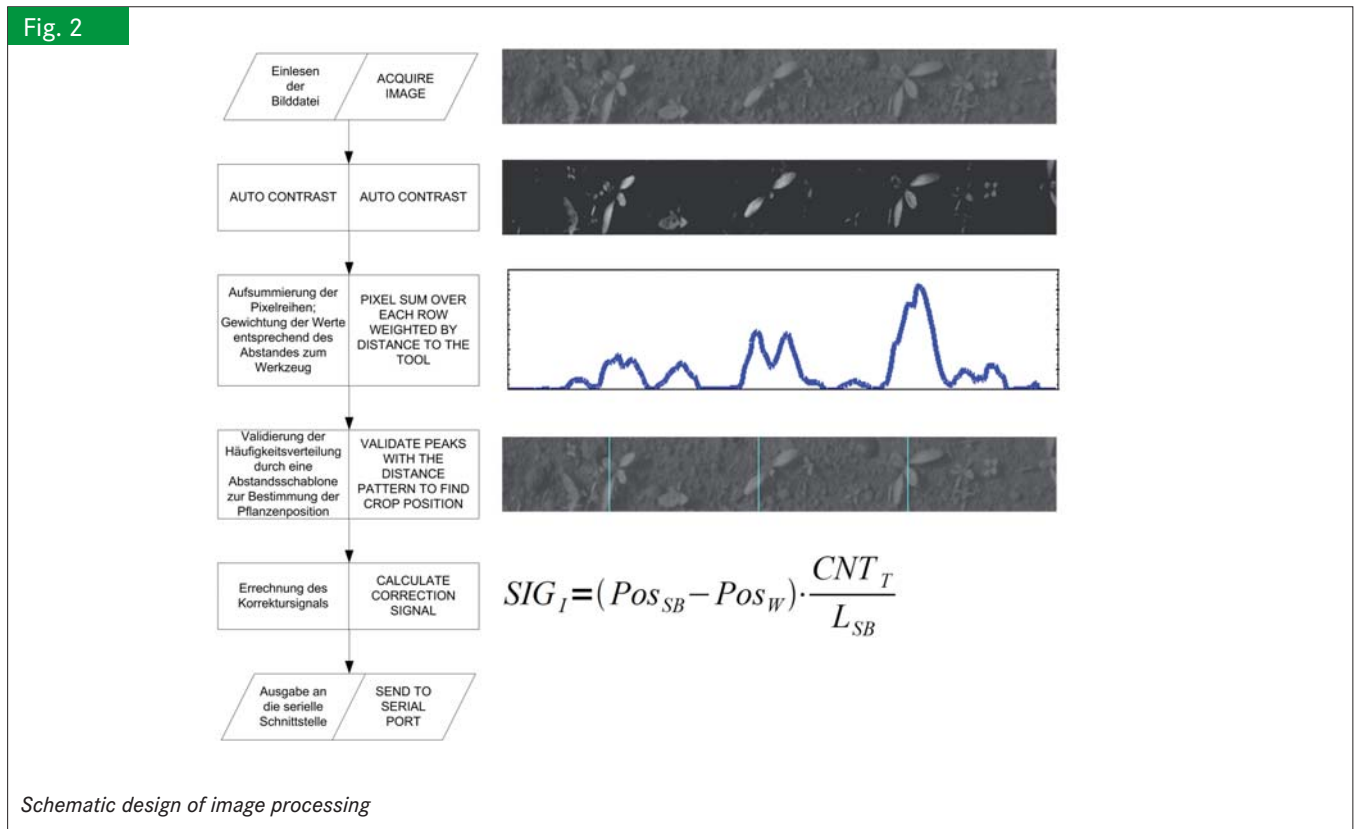 Fig. 2
Einlesen
der
Bilddatei
ACQUIRE
IMAGE
AUTO CONTRAST
AUTO CONTRAST
Aufsummierung der
Pixelreihen;
Gewichtung der Werte
entsprechend des
Abstandes zum
Werkzeug
PIXEL SUM OVER
EACH ROW
WEIGHTED BY
DISTANCE TO THE
TOOL
Validierung der
Häufigkeitsverteilung
durch eine
Abstandsschablone
zur Bestimmung der
Pflanzenposition
VALIDATE PEAKS
WITH THE
DISTANCE
PATTERN TO FIND
CROP POSITION
Errechnung des
Korrektursignals
CALCULATE
CORRECTION
SIGNAL
SIG_I=(Pos_SB−Pos_W)·CNT_T/L_SB
Ausgabe an
die serielle
Schnittstelle
SEND TO
SERIAL
PORT
Schematic design of image processing